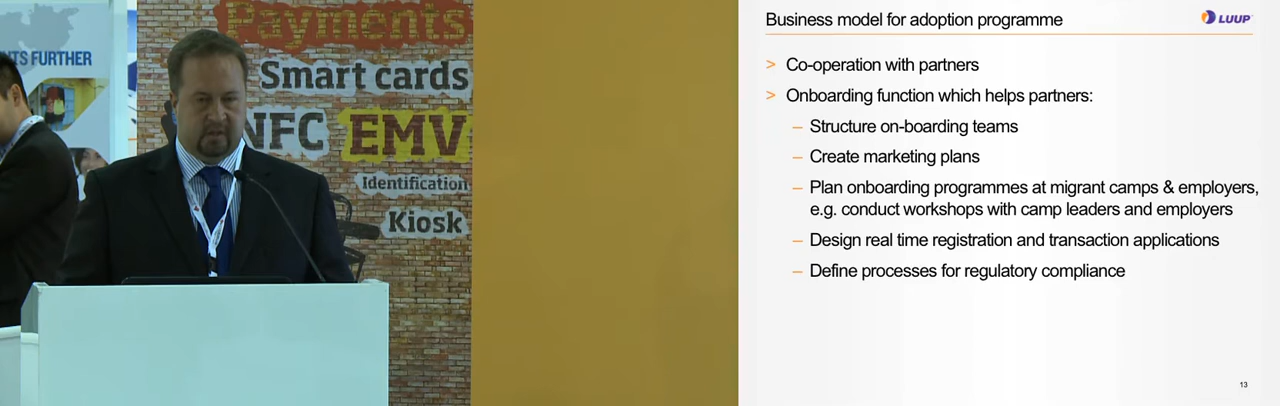 NTS FURTHER
Payments
Smart cards
NFC EMV
Identification
Kiosk
Business model for adoption programme
LUUP
> Co-operation with partners
> Onboarding function which helps partners:
– Structure on-boarding teams
– Create marketing plans
– Plan onboarding programmes at migrant camps & employers,
e.g. conduct workshops with camp leaders and employers
– Design real time registration and transaction applications
– Define processes for regulatory compliance
13